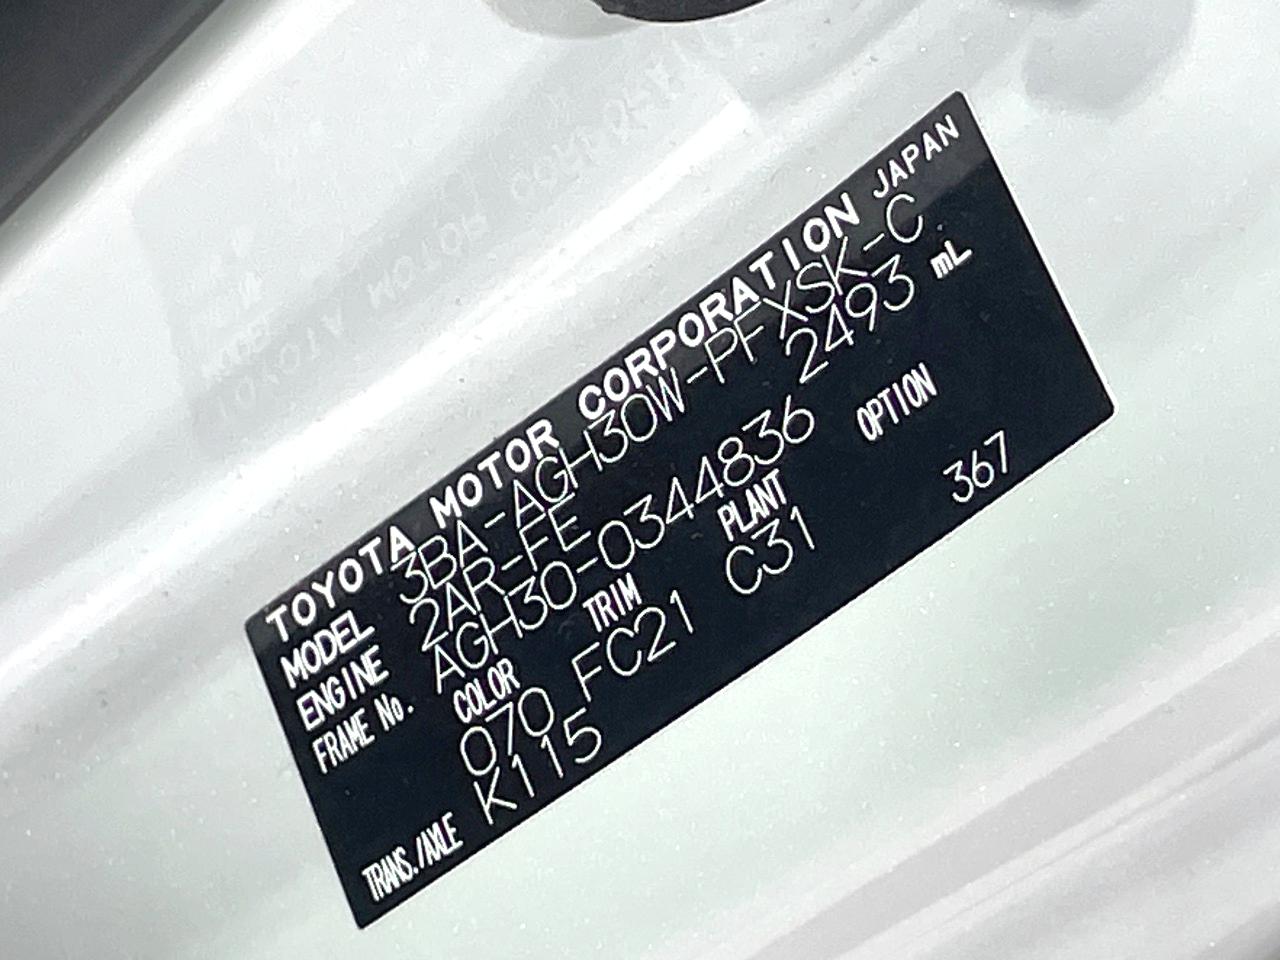 TOYOTA MOTOR CORPORATION JAPAN
MODEL 3BA-AGH30W-PFXSK-C
ENGINE 2AR-FE 2493 mL
FRAME No. AGH30-0344836
COLOR TRIM PLANT OPTION
070 FC21 C31 367
TRANS./AXLE K115